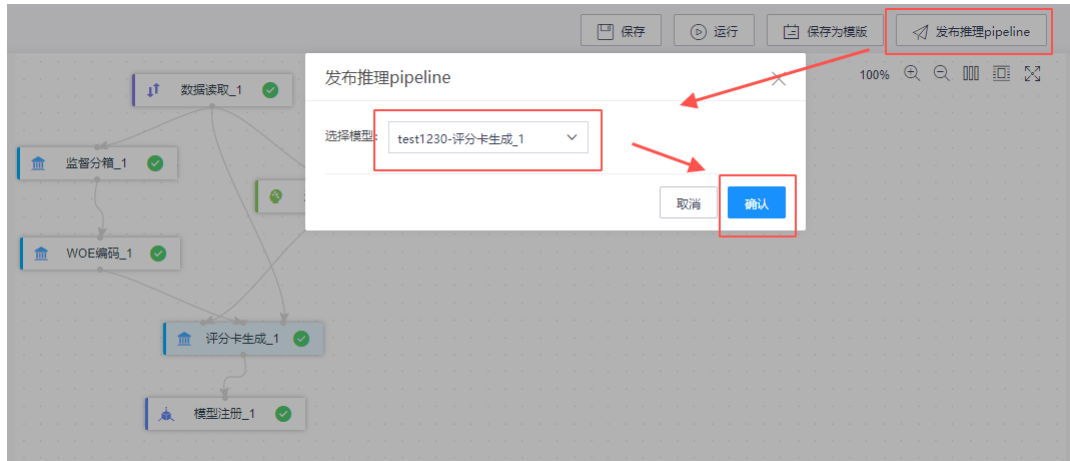 保存
运行
保存为模版
发布推理pipeline
100%
数据读取_1
发布推理pipeline
选择模型:
test1230-评分卡生成_1
取消
确认
监督分箱_1
WOE编码_1
评分卡生成_1
模型注册_1